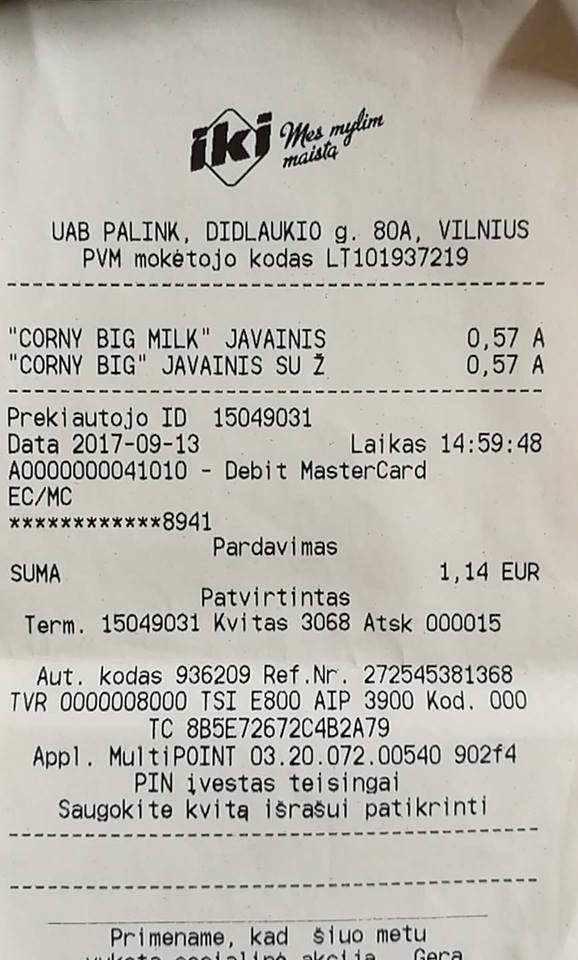 iki Mes mylim
maistą
UAB PALINK, DIDLAUKIO g. 80A, VILNIUS
PVM mokėtojo kodas LT101937219
"CORNY BIG MILK" JAVAINIS 0,57 A
"CORNY BIG" JAVAINIS SU Ž 0,57 A
Prekiautojo ID 15049031
Data 2017-09-13 Laikas 14:59:48
A0000000041010 - Debit MasterCard
EC/MC
************8941
Pardavimas
SUMA 1,14 EUR
Patvirtintas
Term. 15049031 Kvitas 3068 Atsk 000015
Aut. kodas 936209 Ref.Nr. 272545381368
TVR 0000008000 TSI E800 AIP 3900 Kod. 000
TC 8B5E72672C4B2A79
Appl. MultiPOINT 03.20.072.00540 902f4
PIN įvestas teisingai
Saugokite kvitą išrašui patikrinti
Primename, kad šiuo metu
vyksta socialinė akcija Gera